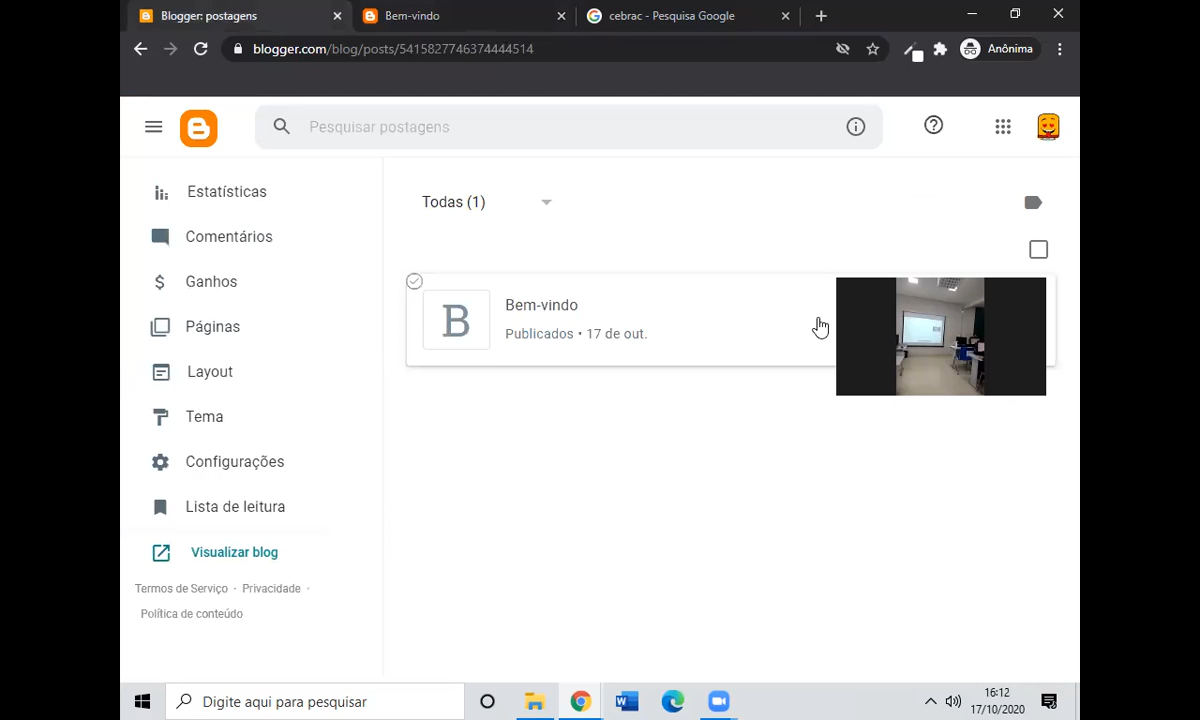 Blogger: postagens
Bem-vindo
cebrac - Pesquisa Google
blogger.com/blog/posts/5415827746374444514
Anônima
Pesquisar postagens
Estatísticas
Comentários
Ganhos
Páginas
Layout
Tema
Configurações
Lista de leitura
Visualizar blog
Termos de Serviço · Privacidade ·
Política de conteúdo
Todas (1)
B
Bem-vindo
Publicados • 17 de out.
Digite aqui para pesquisar
16:12
17/10/2020